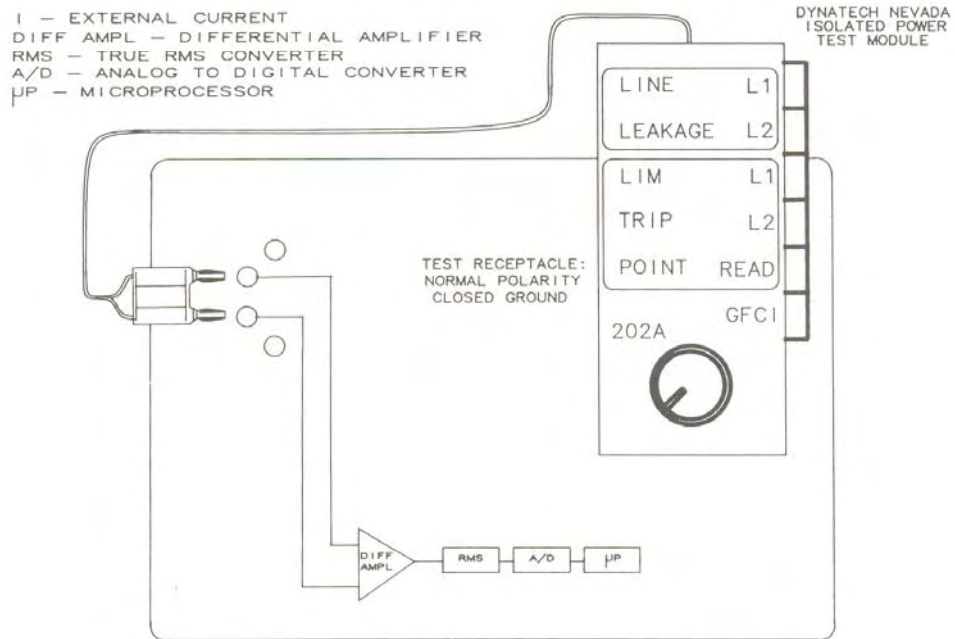 I – EXTERNAL CURRENT
DIFF AMPL – DIFFERENTIAL AMPLIFIER
RMS – TRUE RMS CONVERTER
A/D – ANALOG TO DIGITAL CONVERTER
µP – MICROPROCESSOR
DYNATECH NEVADA
ISOLATED POWER
TEST MODULE
LINE L1
LEAKAGE L2
LIM L1
TRIP L2
POINT READ
GFCI
202A
TEST RECEPTACLE:
NORMAL POLARITY
CLOSED GROUND
DIFF
AMPL
RMS
A/D
µP